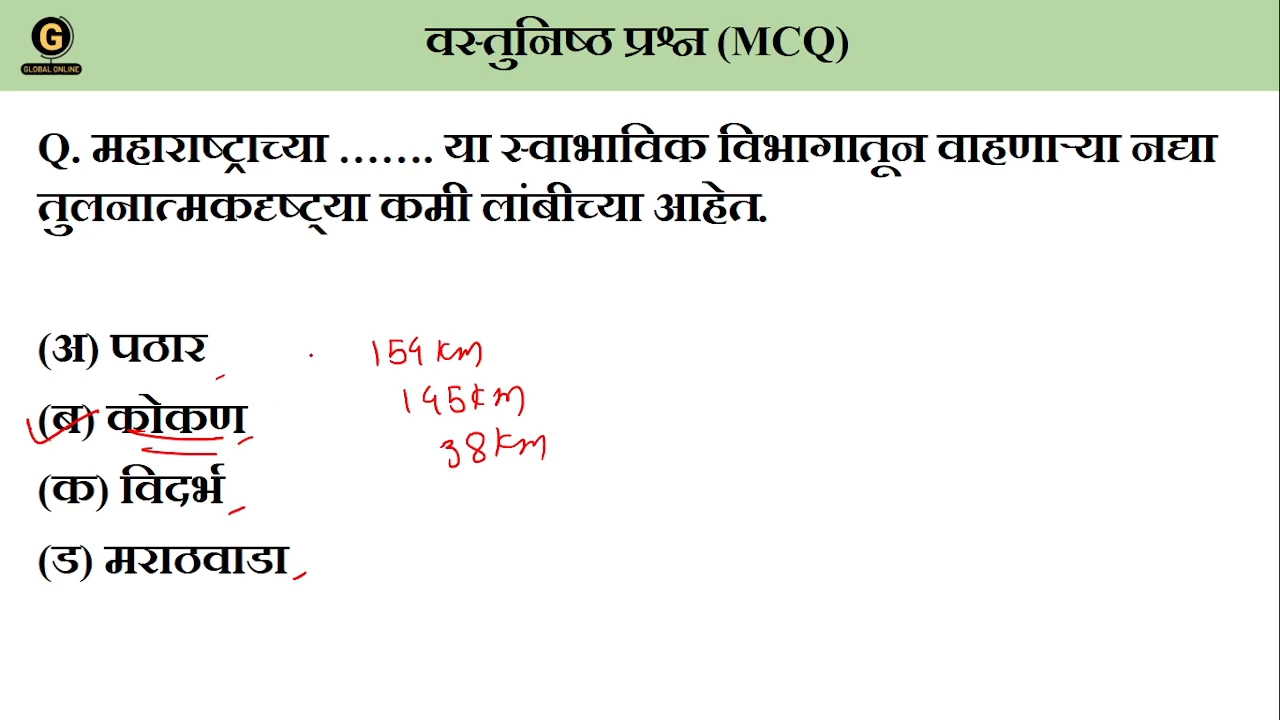 G
GLOBAL ONLINE
वस्तुनिष्ठ प्रश्न (MCQ)
Q. महाराष्ट्राच्या ....... या स्वाभाविक विभागातून वाहणाऱ्या नद्या
तुलनात्मकदृष्ट्या कमी लांबीच्या आहेत.
(अ) पठार
154 km
(ब) कोकण
145 km
38 km
(क) विदर्भ
(ड) मराठवाडा